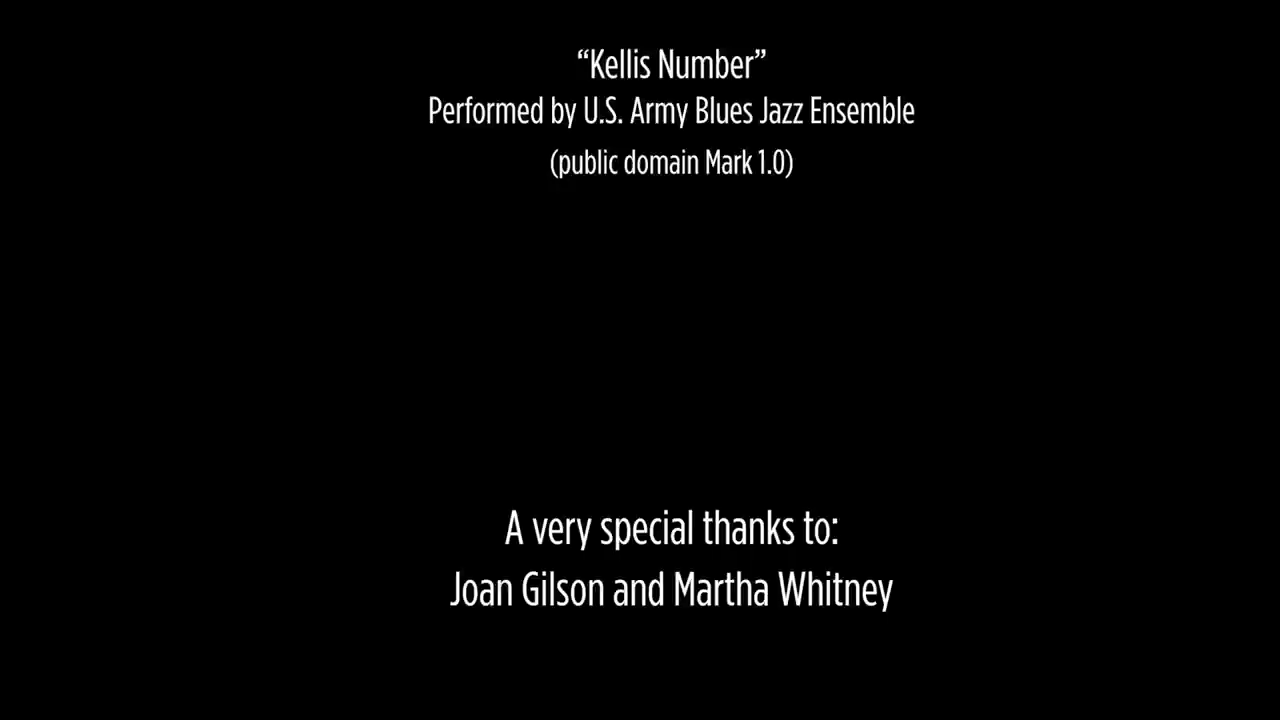 “Kellis Number”
Performed by U.S. Army Blues Jazz Ensemble
(public domain Mark 1.0)
A very special thanks to:
Joan Gilson and Martha Whitney